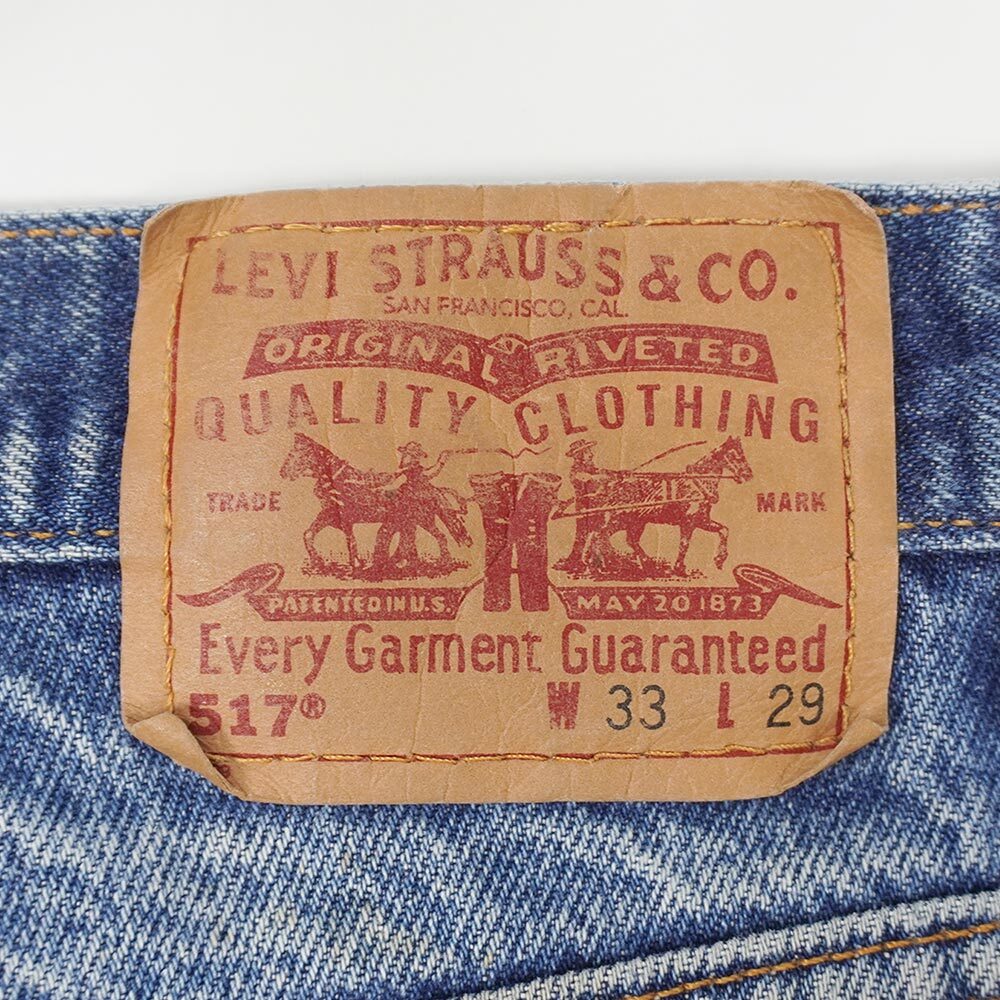 LEVI STRAUSS & CO.
SAN FRANCISCO, CAL.
ORIGINAL RIVETED
QUALITY CLOTHING
TRADE MARK
PATENTED IN U.S. MAY 20 1873
Every Garment Guaranteed
517® W 33 L 29